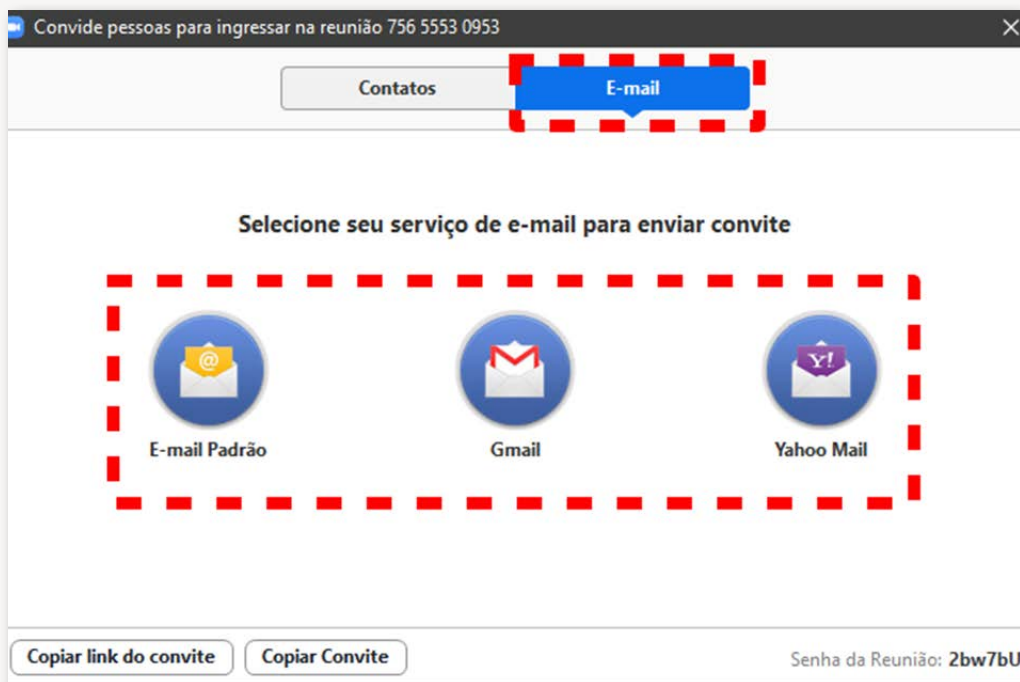 Convide pessoas para ingressar na reunião 756 5553 0953
Contatos
E-mail
Selecione seu serviço de e-mail para enviar convite
@
Y!
E-mail Padrão
Gmail
Yahoo Mail
Copiar link do convite
Copiar Convite
Senha da Reunião: 2bw7bU